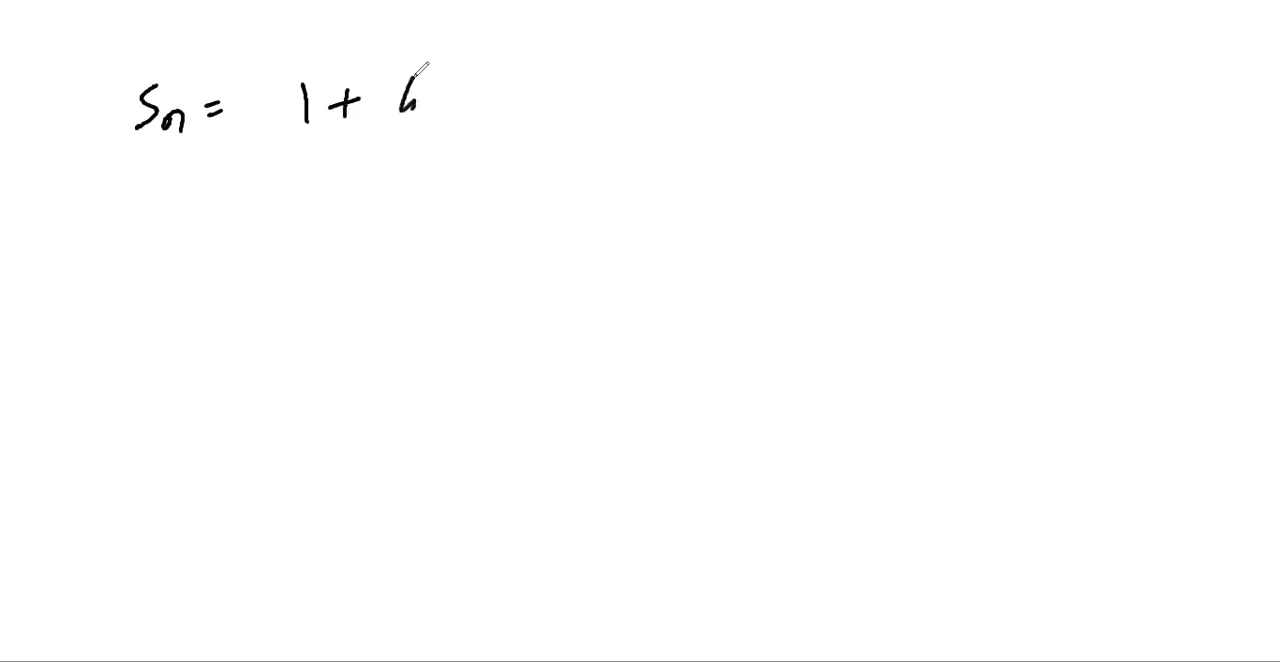 Sn = 1 +